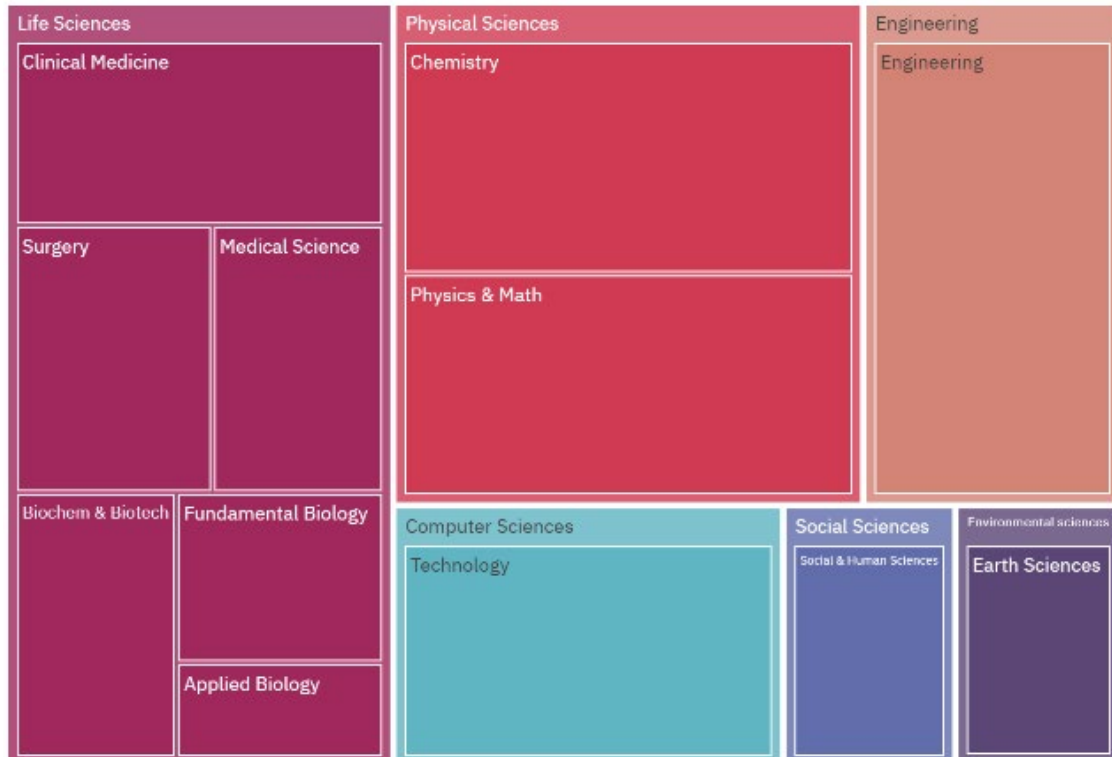 Life Sciences
Clinical Medicine
Surgery
Medical Science
Biochem & Biotech
Fundamental Biology
Applied Biology
Physical Sciences
Chemistry
Physics & Math
Engineering
Engineering
Computer Sciences
Technology
Social Sciences
Social & Human Sciences
Environmental sciences
Earth Sciences